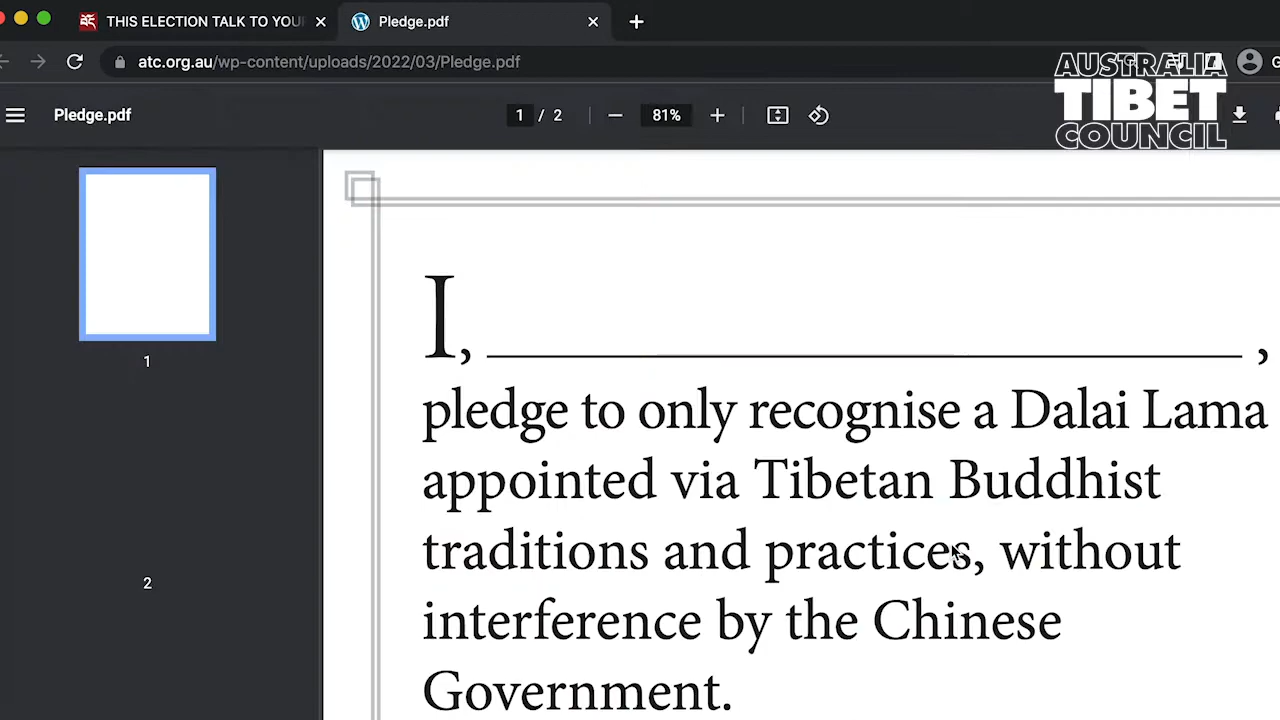 THIS ELECTION TALK TO YOU
Pledge.pdf
atc.org.au/wp-content/uploads/2022/03/Pledge.pdf
AUSTRALIA
TIBET
COUNCIL
Pledge.pdf
1 / 2
81%
1
2
I, ,
pledge to only recognise a Dalai Lama
appointed via Tibetan Buddhist
traditions and practices, without
interference by the Chinese
Government.